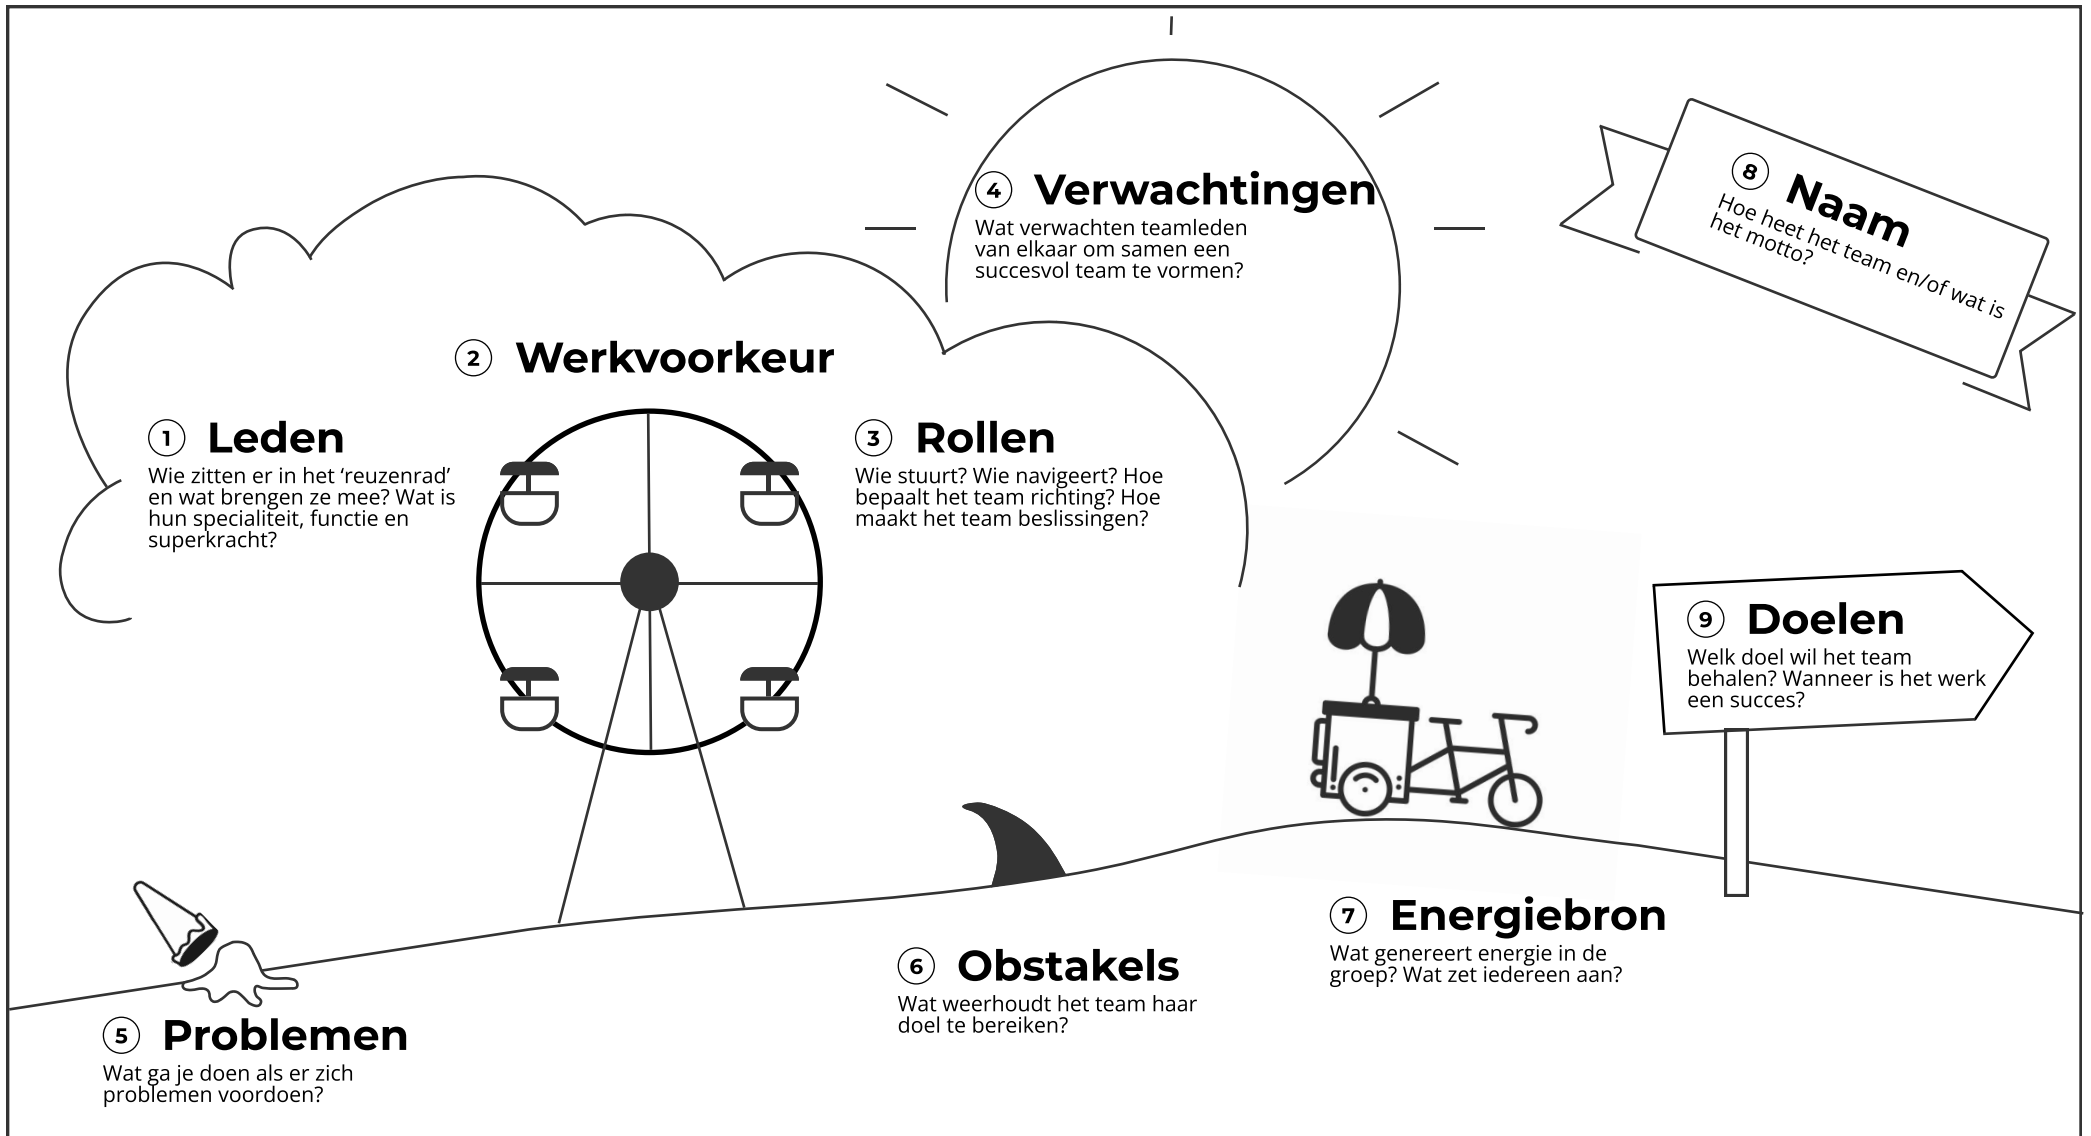 1 Leden
Wie zitten er in het ‘reuzenrad’
en wat brengen ze mee? Wat is
hun specialiteit, functie en
superkracht?
2 Werkvoorkeur
3 Rollen
Wie stuurt? Wie navigeert? Hoe
bepaalt het team richting? Hoe
maakt het team beslissingen?
4 Verwachtingen
Wat verwachten teamleden
van elkaar om samen een
succesvol team te vormen?
5 Problemen
Wat ga je doen als er zich
problemen voordoen?
6 Obstakels
Wat weerhoudt het team haar
doel te bereiken?
7 Energiebron
Wat genereert energie in de
groep? Wat zet iedereen aan?
8 Naam
Hoe heet het team en/of wat is
het motto?
9 Doelen
Welk doel wil het team
behalen? Wanneer is het werk
een succes?